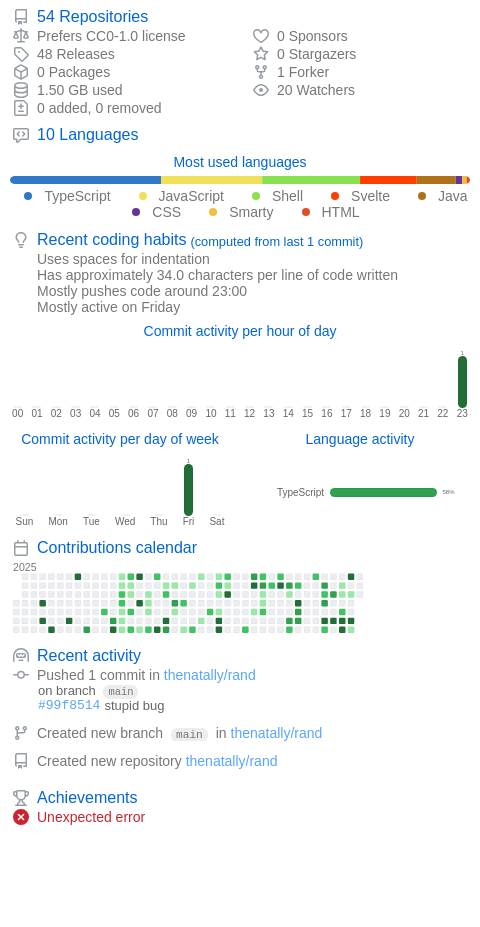 54 Repositories
Prefers CC0-1.0 license
0 Sponsors
48 Releases
0 Stargazers
0 Packages
1 Forker
1.50 GB used
20 Watchers
0 added, 0 removed
10 Languages
Most used languages
TypeScript JavaScript Shell Svelte Java
CSS Smarty HTML
Recent coding habits (computed from last 1 commit)
Uses spaces for indentation
Has approximately 34.0 characters per line of code written
Mostly pushes code around 23:00
Mostly active on Friday
Commit activity per hour of day
1
00 01 02 03 04 05 06 07 08 09 10 11 12 13 14 15 16 17 18 19 20 21 22 23
Commit activity per day of week
1
Sun Mon Tue Wed Thu Fri Sat
Language activity
TypeScript 58%
Contributions calendar
2025
Recent activity
Pushed 1 commit in thenatally/rand
on branch main
#99f8514 stupid bug
Created new branch main in thenatally/rand
Created new repository thenatally/rand
Achievements
Unexpected error